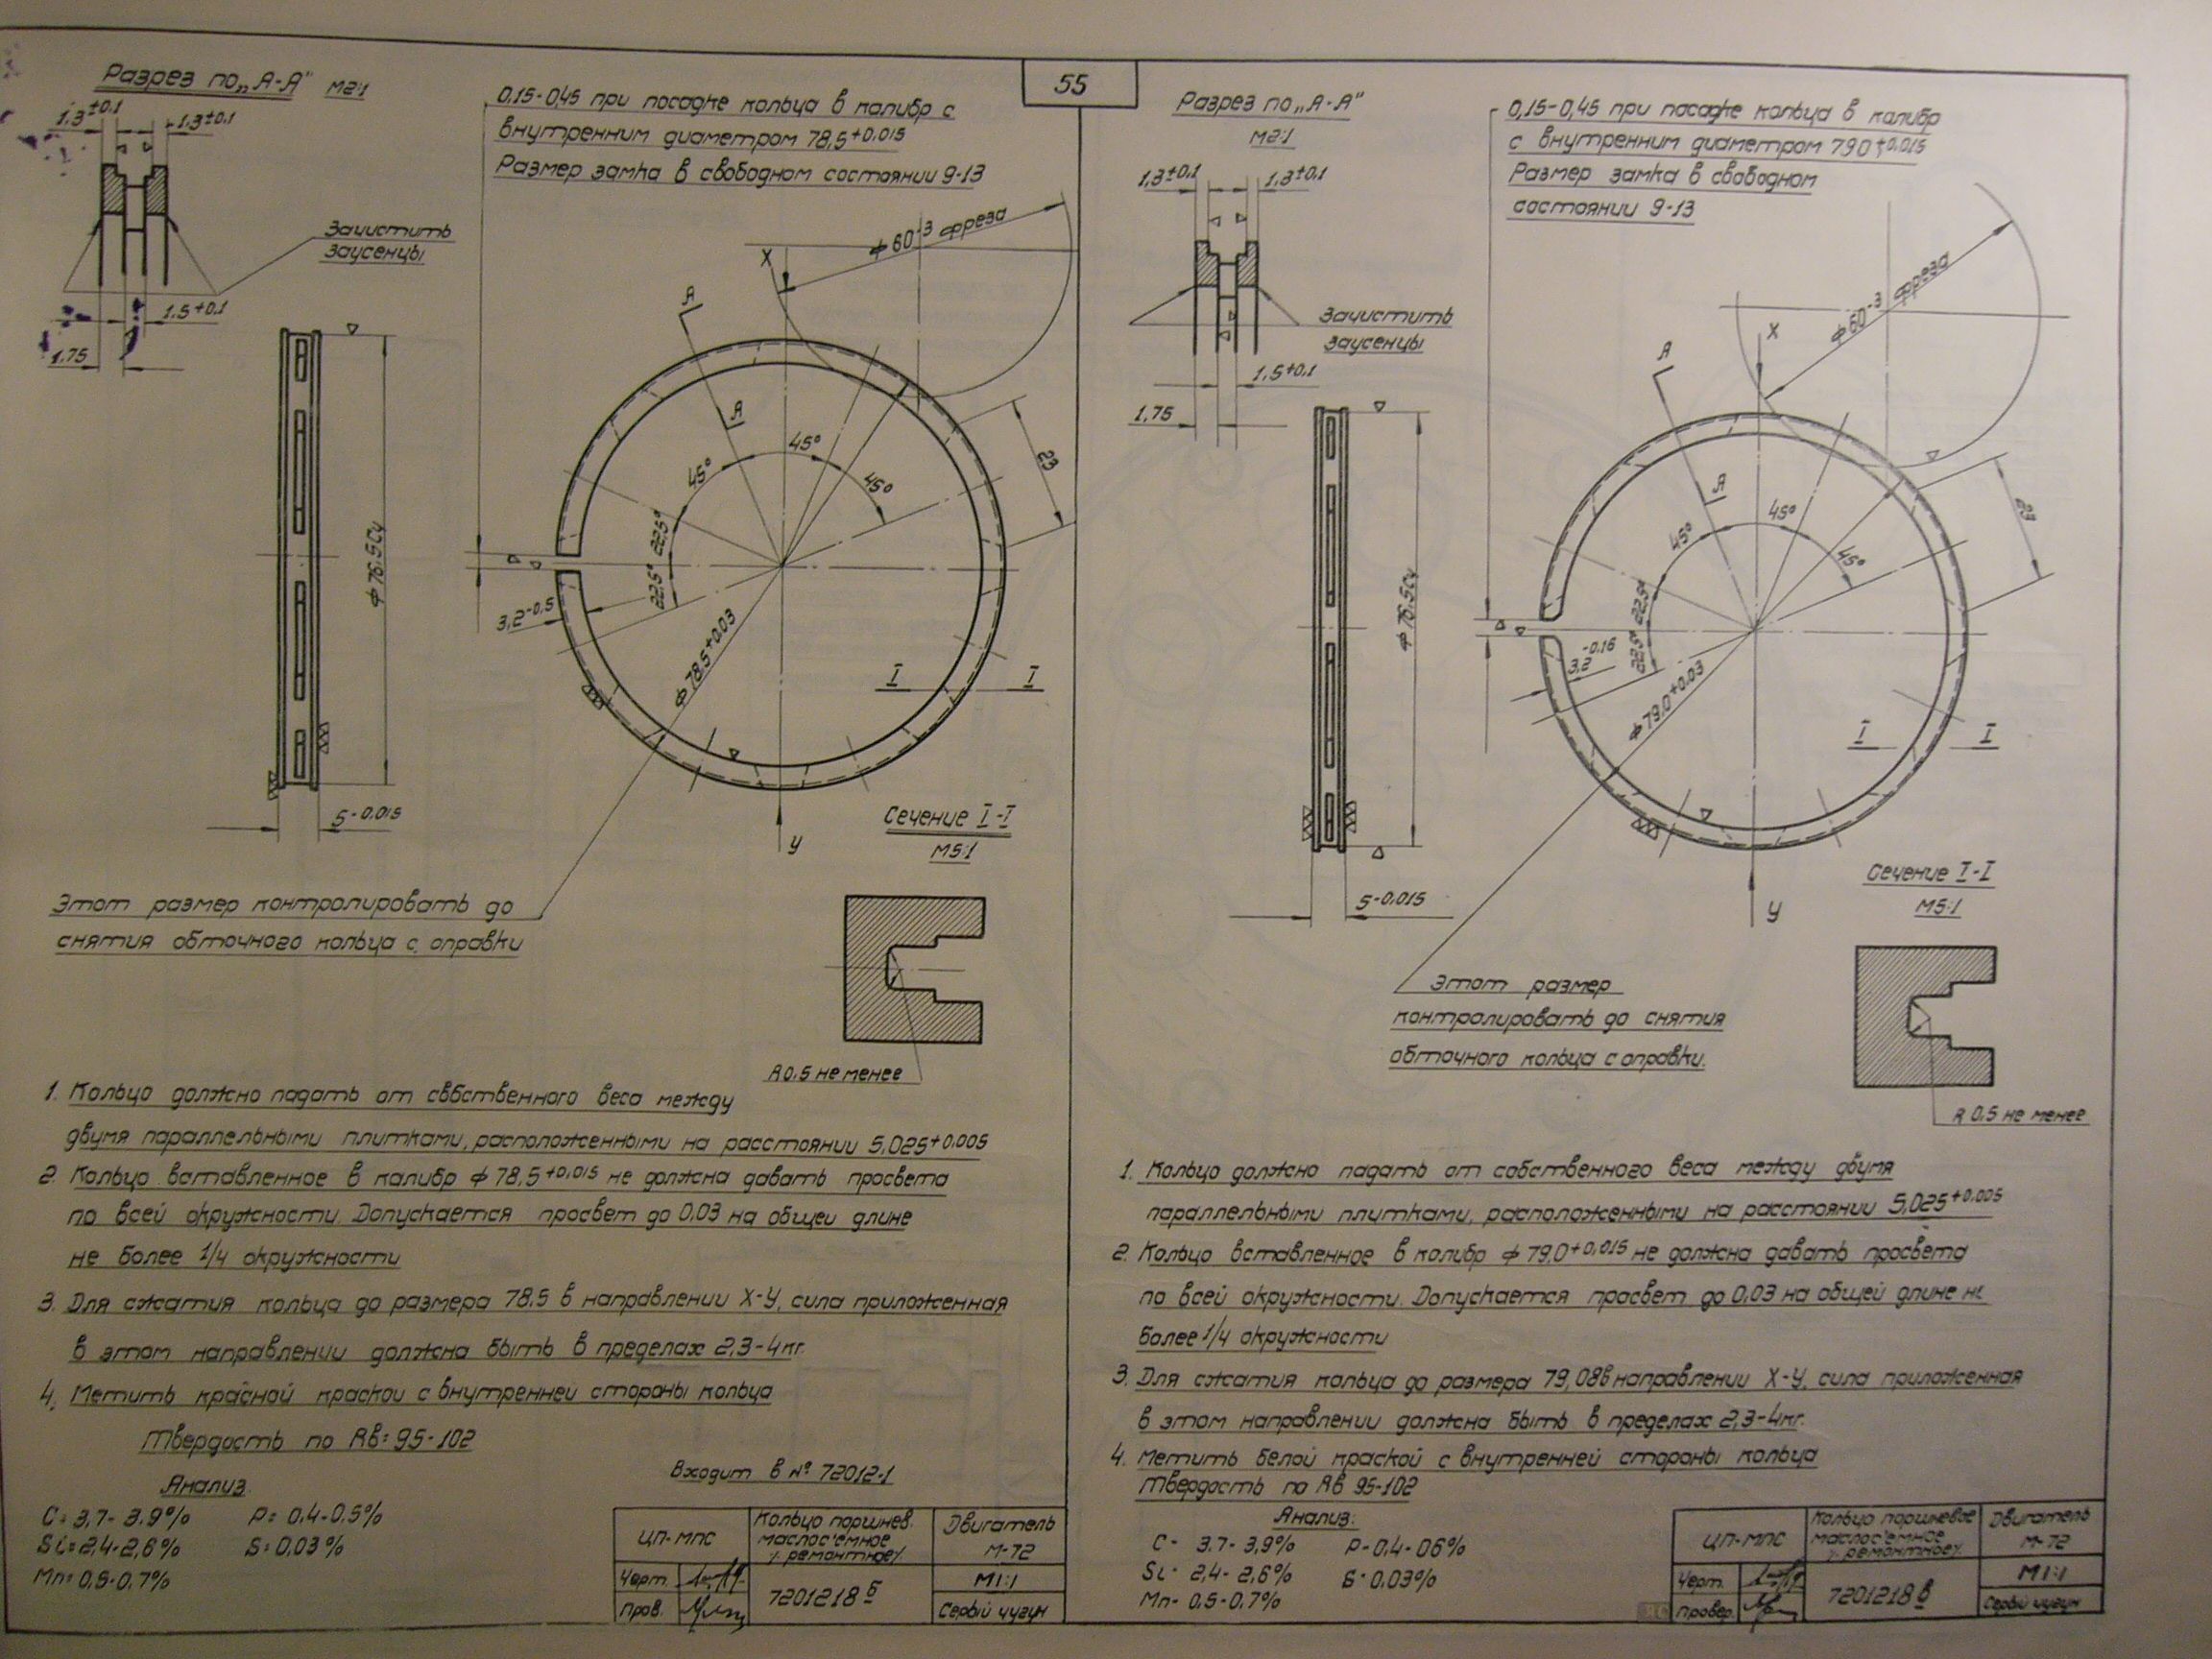 55
Разрез по „А-А" М2:1
1,3±0,1
1,3±0,1
Зачистить
заусенцы
1,5+0,1
1,75
0,15-0,45 при посадке кольца в калибр с
внутренним диаметром 78,5+0,015
Размер замка в свободном состоянии 9-13
ф 60-3 фреза
X
А
А
45°
45°
45°
22,5°
22,5°
23
ф 76,5С4
3,2-0,5
ф 78,5+0,03
I
I
5-0,015
У
Сечение I-I
М5:1
Этот размер контролировать до
снятия обточного кольца с оправки
R 0,5 не менее
1. Кольцо должно падать от свбственного веса между
двумя параллельными плитками, расположенными на расстоянии 5,025+0,005
2. Кольцо вставленное в калибр ф 78,5+0,015 не должна давать просвета
по всей окружности. Допускается просвет до 0,03 на общей длине
не более 1/4 окружности
3. Для сжатия кольца до размера 78,5 в направлении X-У, сила приложенная
в этом направлении должна быть в пределах 2,3-4кг.
4. Метить красной краской с внутренней стороны кольца
Твердость по Rв=95-102
Анализ
С= 3,7- 3,9% Р= 0,4-0,5%
Si=2,4-2,6% S=0,03%
Mn=0,5-0,7%
Входит в № 72012-1
ЦП-МПС
Кольцо поршнев.
маслос'емное
/ремонтное/
Двигатель
М-72
Черт.
М1:1
Пров.
7201218 б
Серый чугун
Разрез по „А-А"
М2:1
1,3±0,1
1,3±0,1
Зачистить
заусенцы
1,5+0,1
1,75
0,15-0,45 при посадке кольца в калибр
с внутренним диаметром 79,0+0,015
Размер замка в свободном
состоянии 9-13
ф 60-3 фреза
X
А
А
45°
45°
45°
22,5°
22,5°
23
ф 76,5С4
3,2-0,16
ф 79,0+0,03
I
I
5-0,015
У
Сечение I-I
М5:1
Этот размер
контролировать до снятия
обточного кольца с оправки.
R 0,5 не менее
1. Кольцо должно падать от собственного веса между двумя
параллельными плитками, расположенными на расстоянии 5,025+0,005
2. Кольцо вставленное в калибр ф 79,0+0,015 не должна давать просвета
по всей окружности. Допускается просвет до 0,03 на общей длине не
более 1/4 окружности
3. Для сжатия кольца до размера 79,08в направлении X-У, сила приложенная
в этом направлении должна быть в пределах 2,3-4кг.
4. Метить белой краской с внутренней стороны кольца
Твердость по Rв 95-102
Анализ:
С- 3,7- 3,9% Р-0,4-06%
Si- 2,4- 2,6% S-0,03%
Mn- 0,5-0,7%
ЦП-МПС
Кольцо поршневое
маслос'емное
/ремонтное/
Двигатель
М-72
Черт.
М1:1
Провер.
7201218 в
Серый чугун